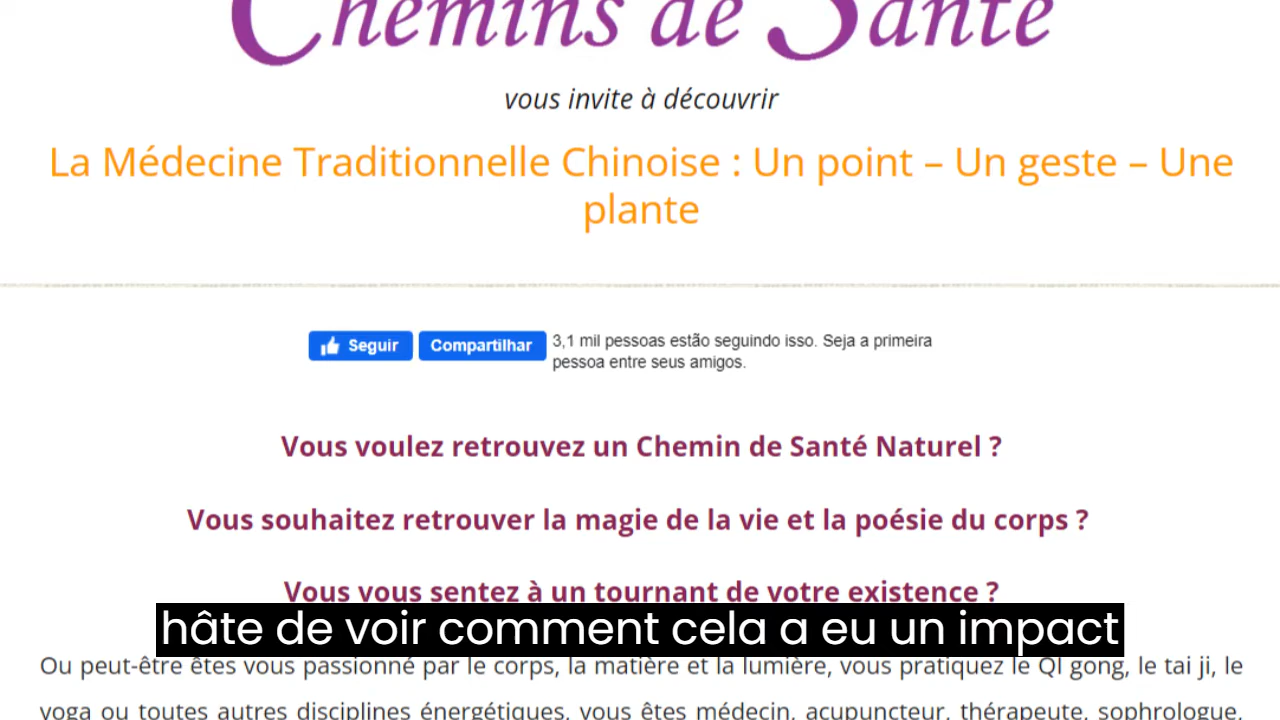 Chemins de Santé
vous invite à découvrir
La Médecine Traditionnelle Chinoise : Un point – Un geste – Une
plante
Seguir
Compartilhar
3,1 mil pessoas estão seguindo isso. Seja a primeira
pessoa entre seus amigos.
Vous voulez retrouvez un Chemin de Santé Naturel ?
Vous souhaitez retrouver la magie de la vie et la poésie du corps ?
Vous vous sentez à un tournant de votre existence ?
hâte de voir comment cela a eu un impact
Ou peut-être êtes vous passionné par le corps, la matière et la lumière, vous pratiquez le QI gong, le tai ji, le
yoga ou toutes autres disciplines énergétiques, vous êtes médecin, acupuncteur, thérapeute, sophrologue,